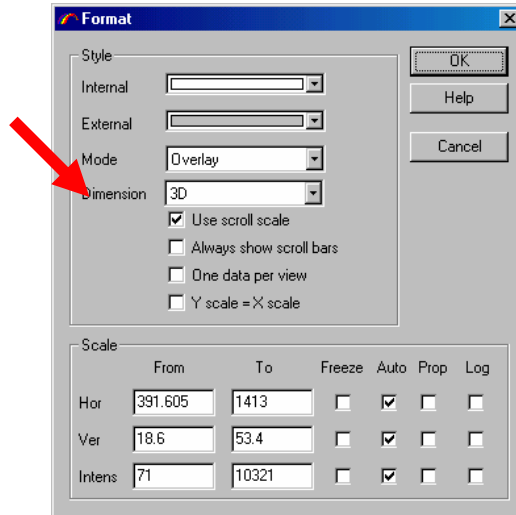 Format
Style
OK
Internal
Help
External
Cancel
Mode Overlay
Dimension 3D
Use scroll scale
Always show scroll bars
One data per view
Y scale = X scale
Scale
From To Freeze Auto Prop Log
Hor 391.605 1413
Ver 18.6 53.4
Intens 71 10321